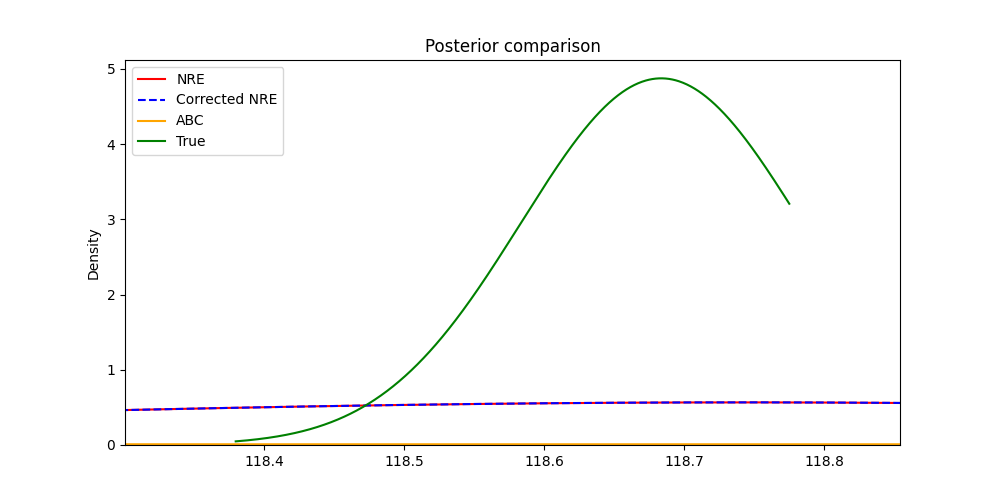 Posterior comparison
NRE
Corrected NRE
ABC
True
Density
5
4
3
2
1
0
118.4 118.5 118.6 118.7 118.8